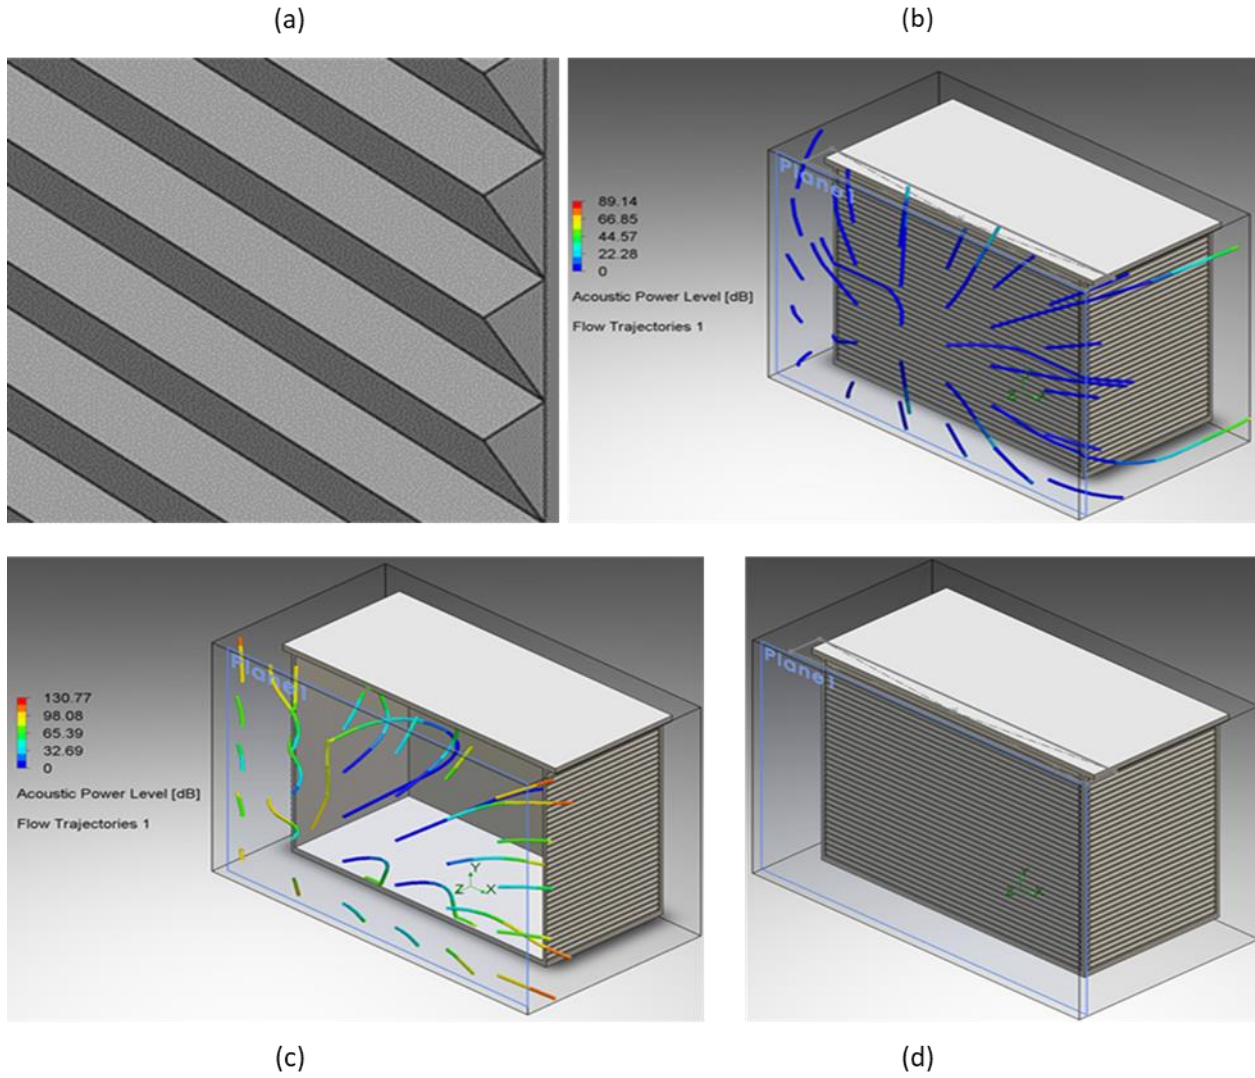 (a)
(b)
Plane1
89.14
66.85
44.57
22.28
0
Acoustic Power Level [dB]
Flow Trajectories 1
Y
Z X
Plane1
130.77
98.08
65.39
32.69
0
Acoustic Power Level [dB]
Flow Trajectories 1
Y
Z X
Plane1
Y
Z X
(c)
(d)